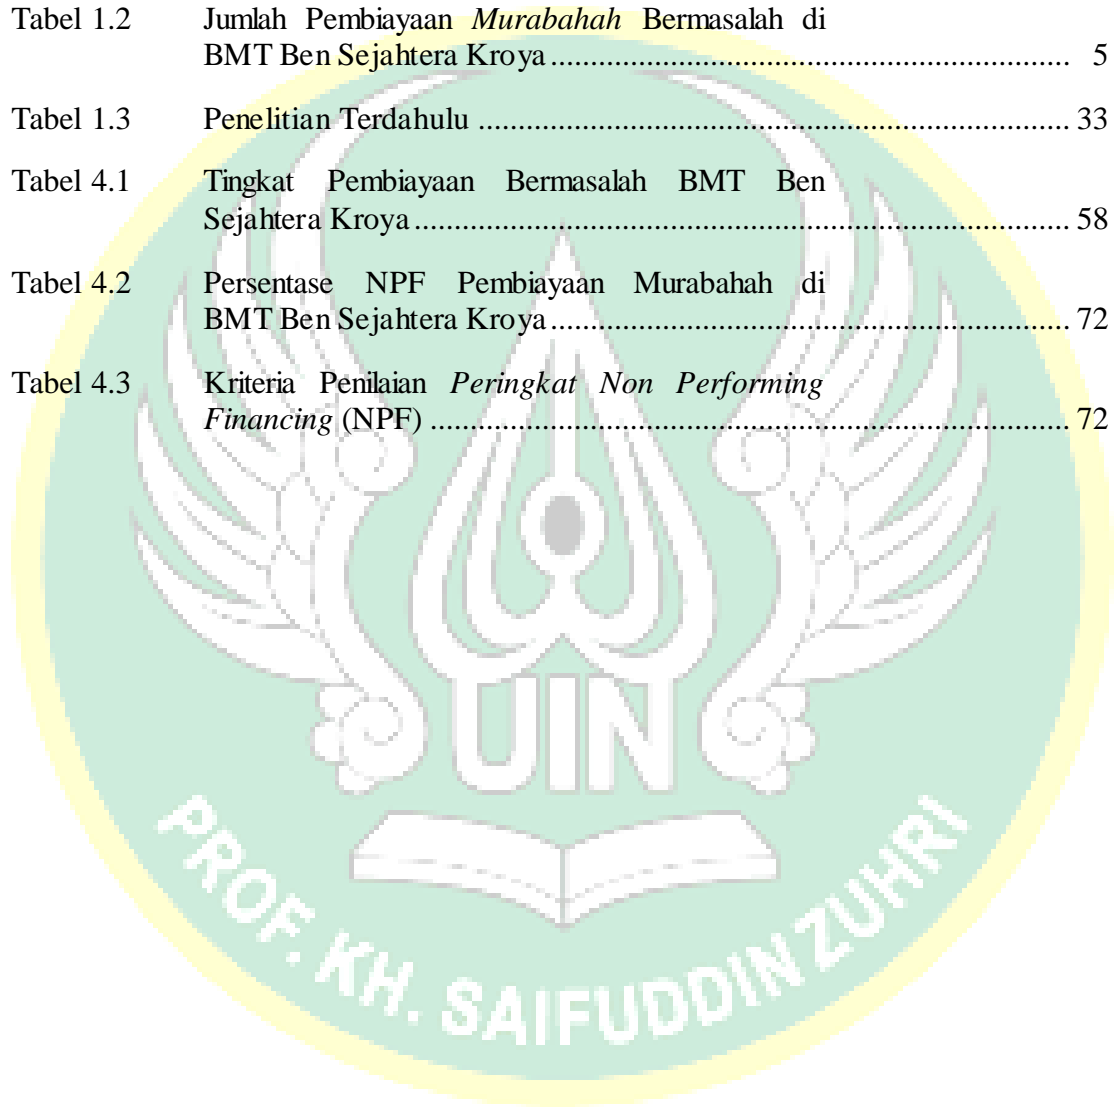 Tabel 1.2 Jumlah Pembiayaan Murabahah Bermasalah di
BMT Ben Sejahtera Kroya ................................................................ 5
Tabel 1.3 Penelitian Terdahulu ......................................................................... 33
Tabel 4.1 Tingkat Pembiayaan Bermasalah BMT Ben
Sejahtera Kroya ................................................................................. 58
Tabel 4.2 Persentase NPF Pembiayaan Murabahah di
BMT Ben Sejahtera Kroya ................................................................ 72
Tabel 4.3 Kriteria Penilaian Peringkat Non Performing
Financing (NPF) ............................................................................... 72
UIN
PROF. KH. SAIFUDDIN ZUHRI